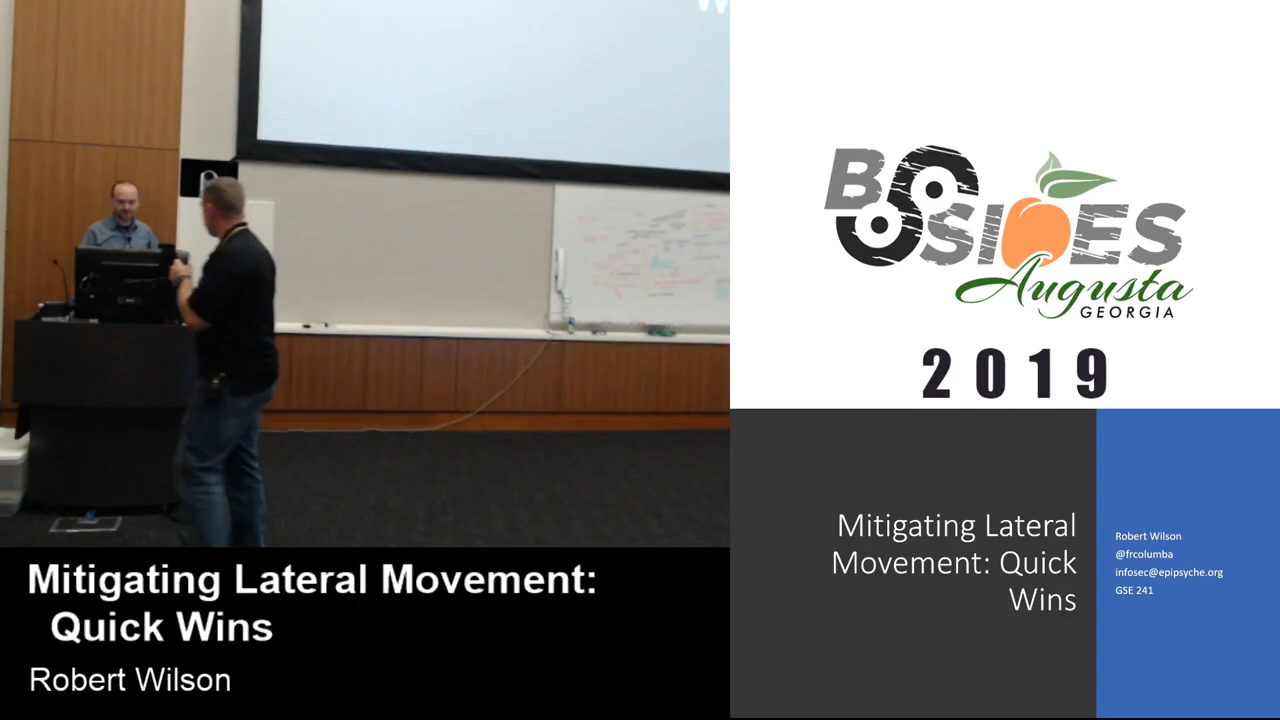 BSIDES
Augusta
GEORGIA
2019
Mitigating Lateral
Movement: Quick
Wins
Robert Wilson
@frcolumba
infosec@epipsyche.org
GSE 241
Mitigating Lateral Movement:
Quick Wins
Robert Wilson